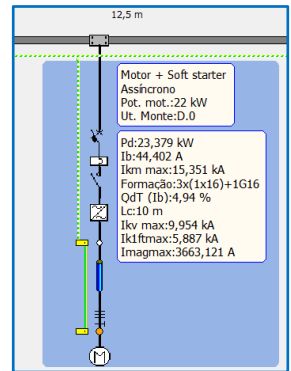 12,5 m
Motor + Soft starter
Assíncrono
Pot. mot.:22 kW
Ut. Monte:D.0
Pd:23,379 kW
Ib:44,402 A
Ikm max:15,351 kA
Formação:3x(1x16)+1G16
QdT (Ib):4,94 %
Lc:10 m
Ikv max:9,954 kA
Ik1ftmax:5,887 kA
Imagmax:3663,121 A
M